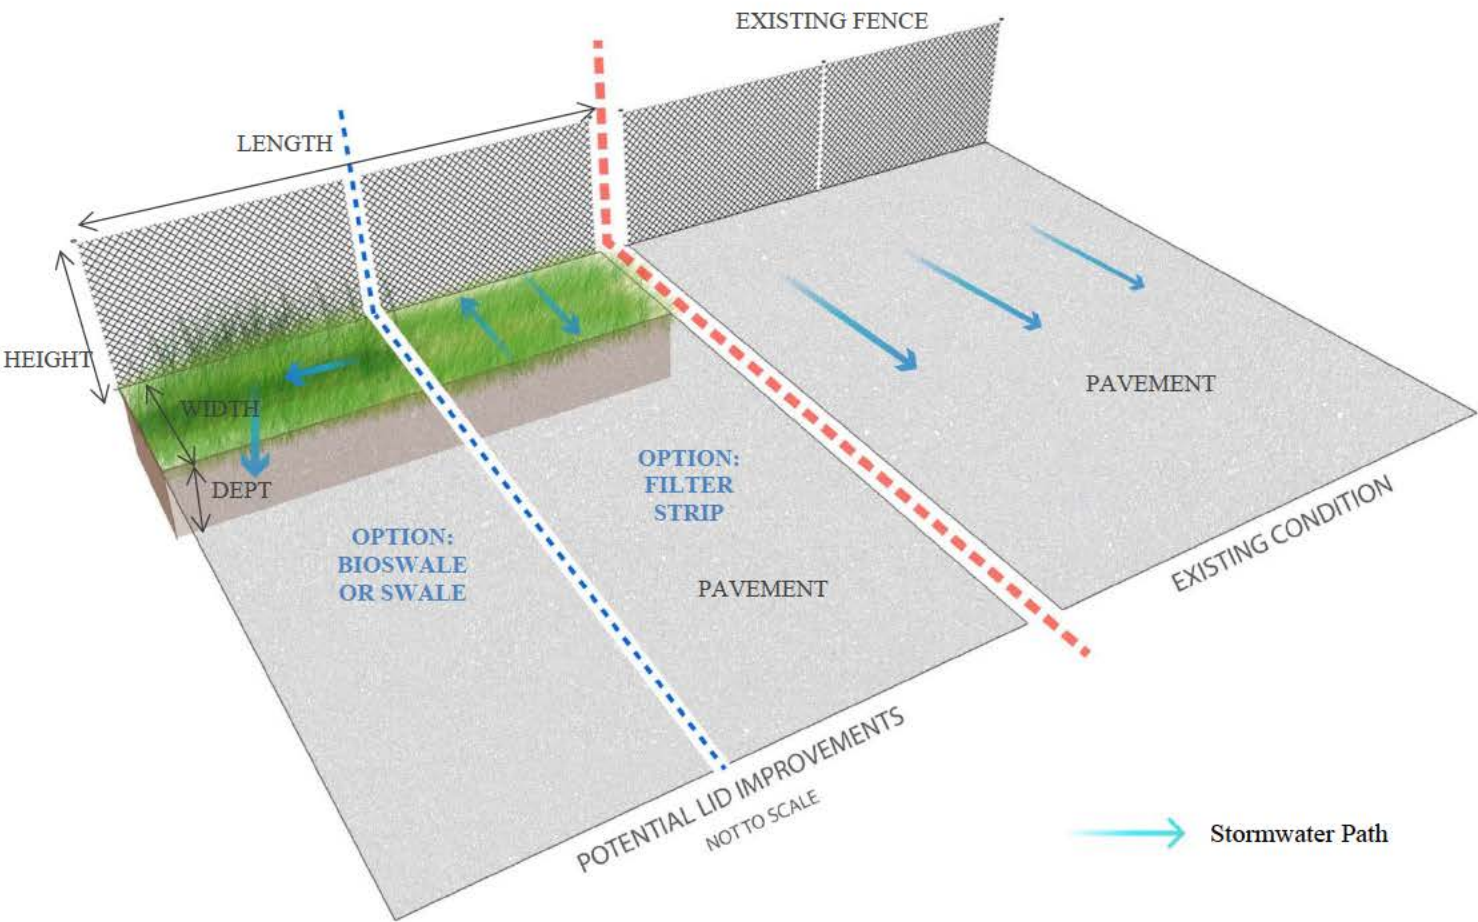 EXISTING FENCE
LENGTH
HEIGHT
WIDTH
DEPT
PAVEMENT
OPTION:
FILTER
STRIP
OPTION:
BIOSWALE
OR SWALE
PAVEMENT
EXISTING CONDITION
POTENTIAL LID IMPROVEMENTS
NOT TO SCALE
Stormwater Path